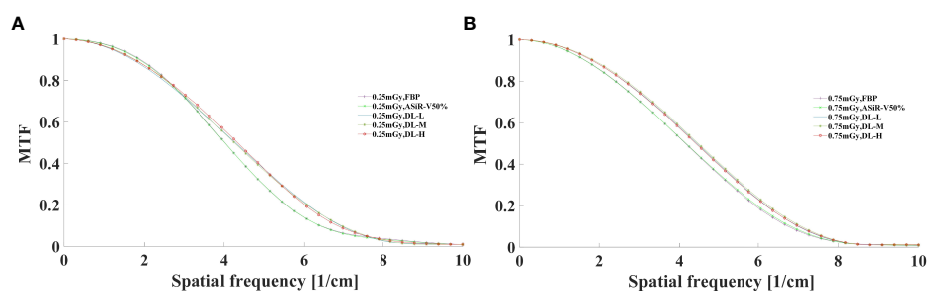 A
MTF
1
0.8
0.6
0.4
0.2
0
0 2 4 6 8 10
Spatial frequency [1/cm]
0.25mGy,FBP
0.25mGy,ASiR-V50%
0.25mGy,DL-L
0.25mGy,DL-M
0.25mGy,DL-H
B
MTF
1
0.8
0.6
0.4
0.2
0
0 2 4 6 8 10
Spatial frequency [1/cm]
0.75mGy,FBP
0.75mGy,ASiR-V50%
0.75mGy,DL-L
0.75mGy,DL-M
0.75mGy,DL-H